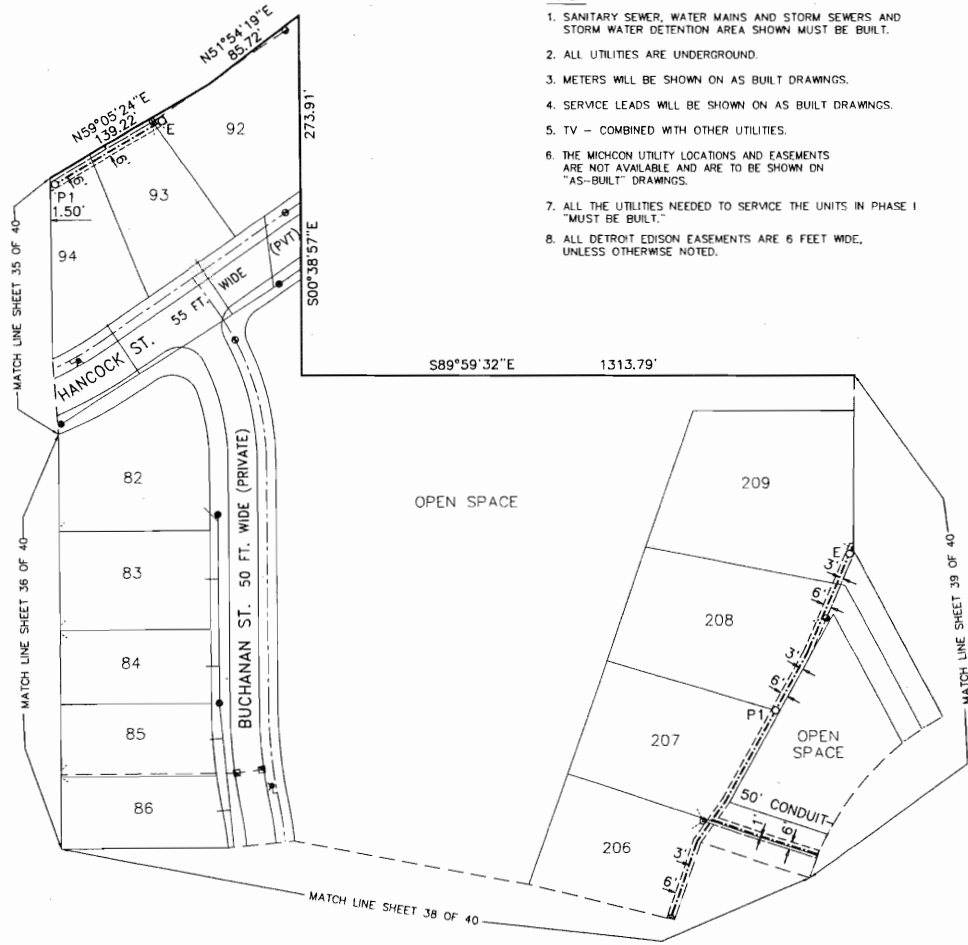 1. SANITARY SEWER, WATER MAINS AND STORM SEWERS AND
STORM WATER DETENTION AREA SHOWN MUST BE BUILT.
2. ALL UTILITIES ARE UNDERGROUND.
3. METERS WILL BE SHOWN ON AS BUILT DRAWINGS.
4. SERVICE LEADS WILL BE SHOWN ON AS BUILT DRAWINGS.
5. TV – COMBINED WITH OTHER UTILITIES.
6. THE MICHCON UTILITY LOCATIONS AND EASEMENTS
ARE NOT AVAILABLE AND ARE TO BE SHOWN ON
"AS-BUILT" DRAWINGS.
7. ALL THE UTILITIES NEEDED TO SERVICE THE UNITS IN PHASE I
"MUST BE BUILT."
8. ALL DETROIT EDISON EASEMENTS ARE 6 FEET WIDE,
UNLESS OTHERWISE NOTED.
N51°54'19"E
85.72'
N59°05'24"E
139.22'
E
92
273.91'
6'
6'
P1
1.50'
93
94
S00°38'57"E
(PVT)
HANCOCK ST. 55 FT. WIDE
MATCH LINE SHEET 35 OF 40
S89°59'32"E 1313.79'
82
83
84
85
86
BUCHANAN ST. 50 FT. WIDE (PRIVATE)
MATCH LINE SHEET 36 OF 40
OPEN SPACE
209
E
3'
6'
208
3'
6'
P1
207
OPEN
SPACE
50' CONDUIT
1'
6'
206
3'
6'
MATCH LINE SHEET 39 OF 40
MATCH LINE SHEET 38 OF 40